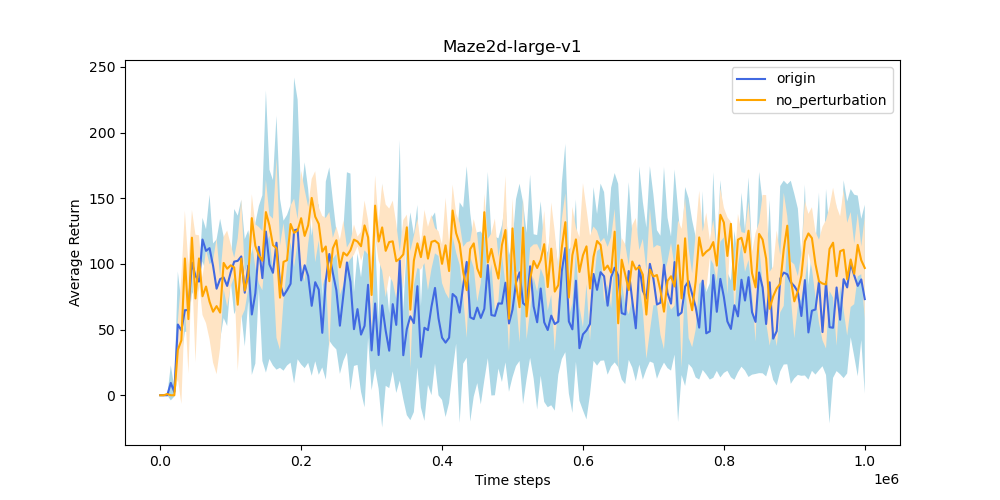 Maze2d-large-v1
origin
no_perturbation
Average Return
250
200
150
100
50
0
0.0 0.2 0.4 0.6 0.8 1.0
1e6
Time steps